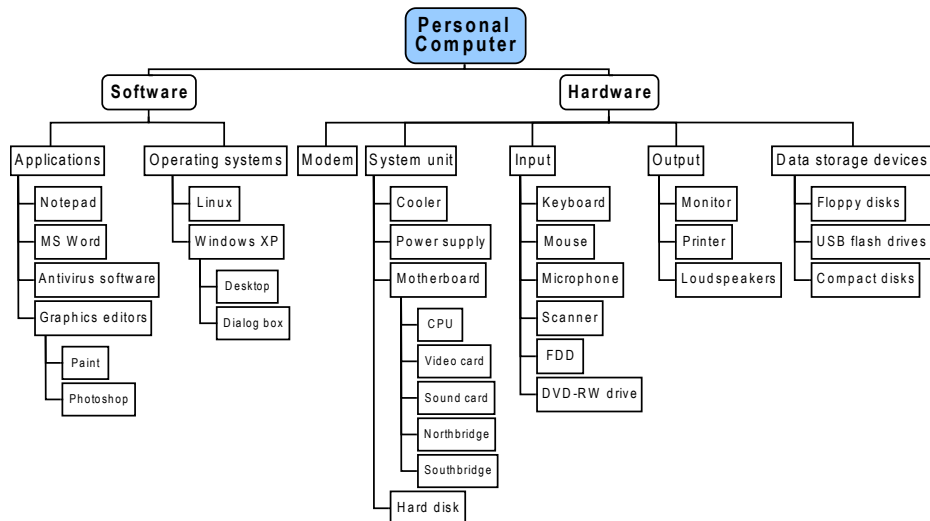 Personal
Computer
Software
Hardware
Applications
Operating systems
Modem
System unit
Input
Output
Data storage devices
Notepad
MS Word
Antivirus software
Graphics editors
Paint
Photoshop
Linux
Windows XP
Desktop
Dialog box
Cooler
Power supply
Motherboard
CPU
Video card
Sound card
Northbridge
Southbridge
Hard disk
Keyboard
Mouse
Microphone
Scanner
FDD
DVD-RW drive
Monitor
Printer
Loudspeakers
Floppy disks
USB flash drives
Compact disks